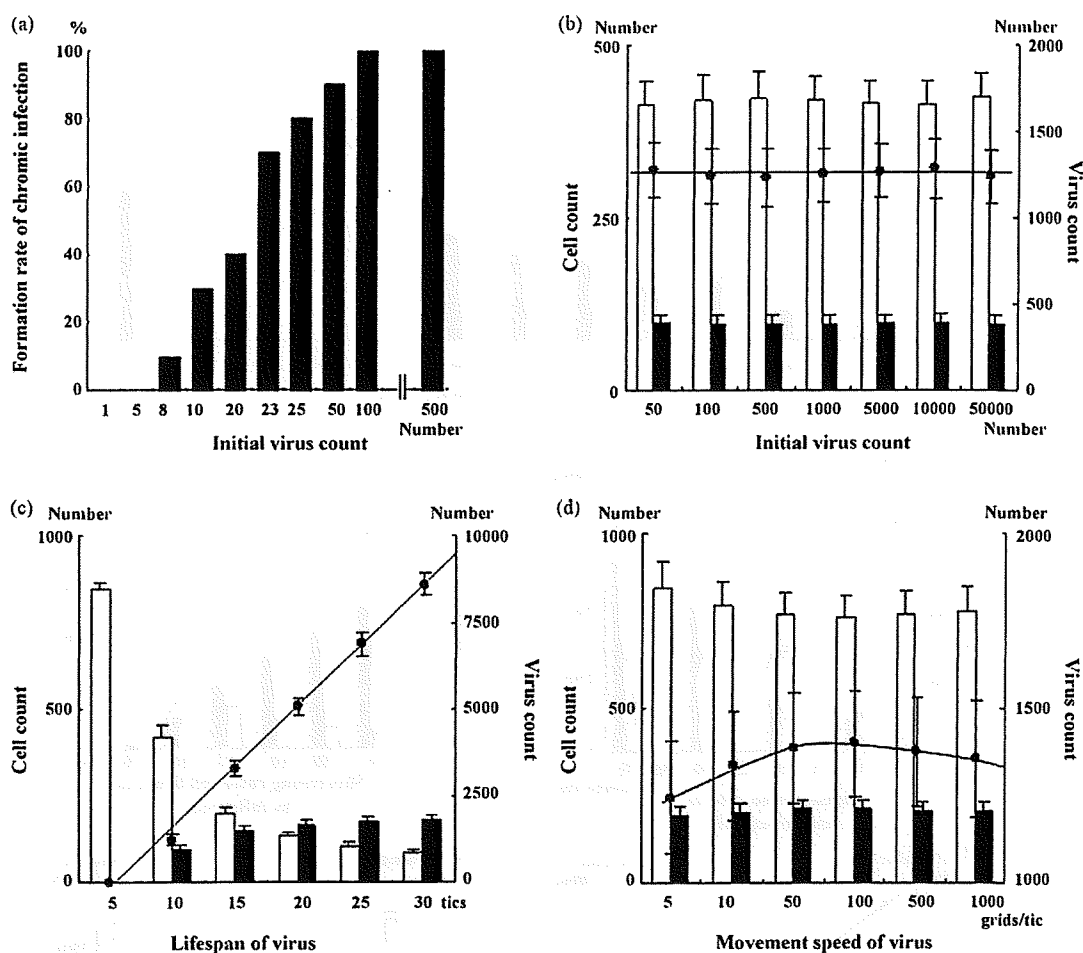 (a)
%
Formation rate of chromic infection
100
80
60
40
20
0
1 5 8 10 20 23 25 50 100 500
Number
Initial virus count
(b)
Number Number
Cell count
500
250
0
Virus count
2000
1500
1000
500
0
50 100 500 1000 5000 10000 50000
Number
Initial virus count
(c)
Number Number
Cell count
1000
500
0
Virus count
10000
7500
5000
2500
0
5 10 15 20 25 30 tics
Lifespan of virus
(d)
Number Number
Cell count
1000
500
0
Virus count
2000
1500
1000
5 10 50 100 500 1000
grids/tic
Movement speed of virus